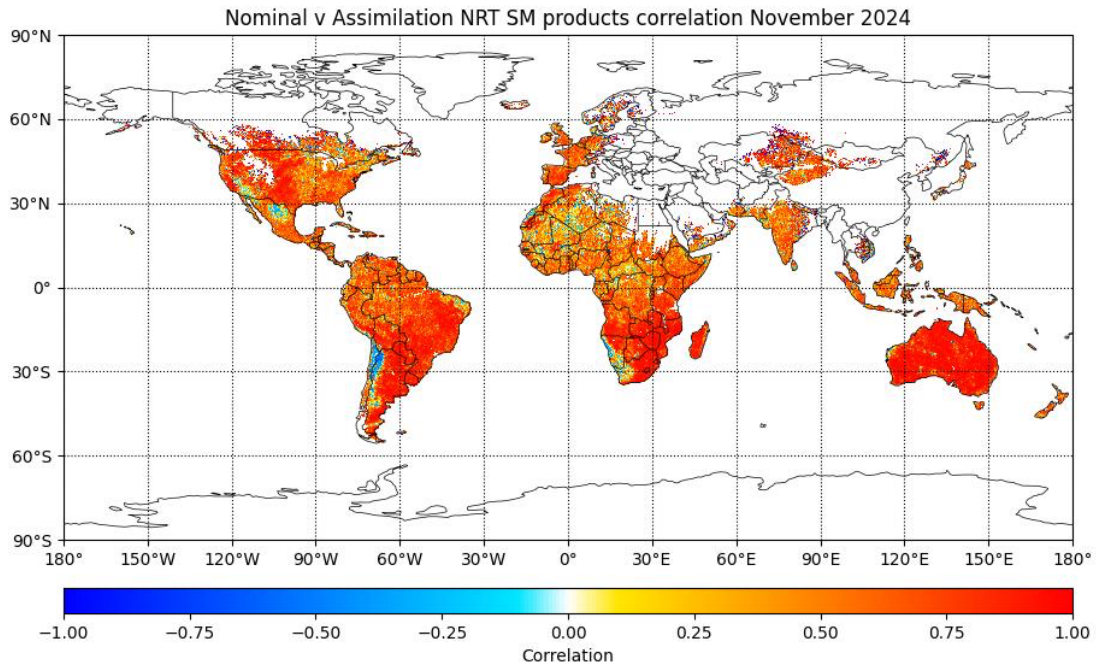 Nominal v Assimilation NRT SM products correlation November 2024
90°N
60°N
30°N
0°
30°S
60°S
90°S
180° 150°W 120°W 90°W 60°W 30°W 0° 30°E 60°E 90°E 120°E 150°E 180°
−1.00 −0.75 −0.50 −0.25 0.00 0.25 0.50 0.75 1.00
Correlation